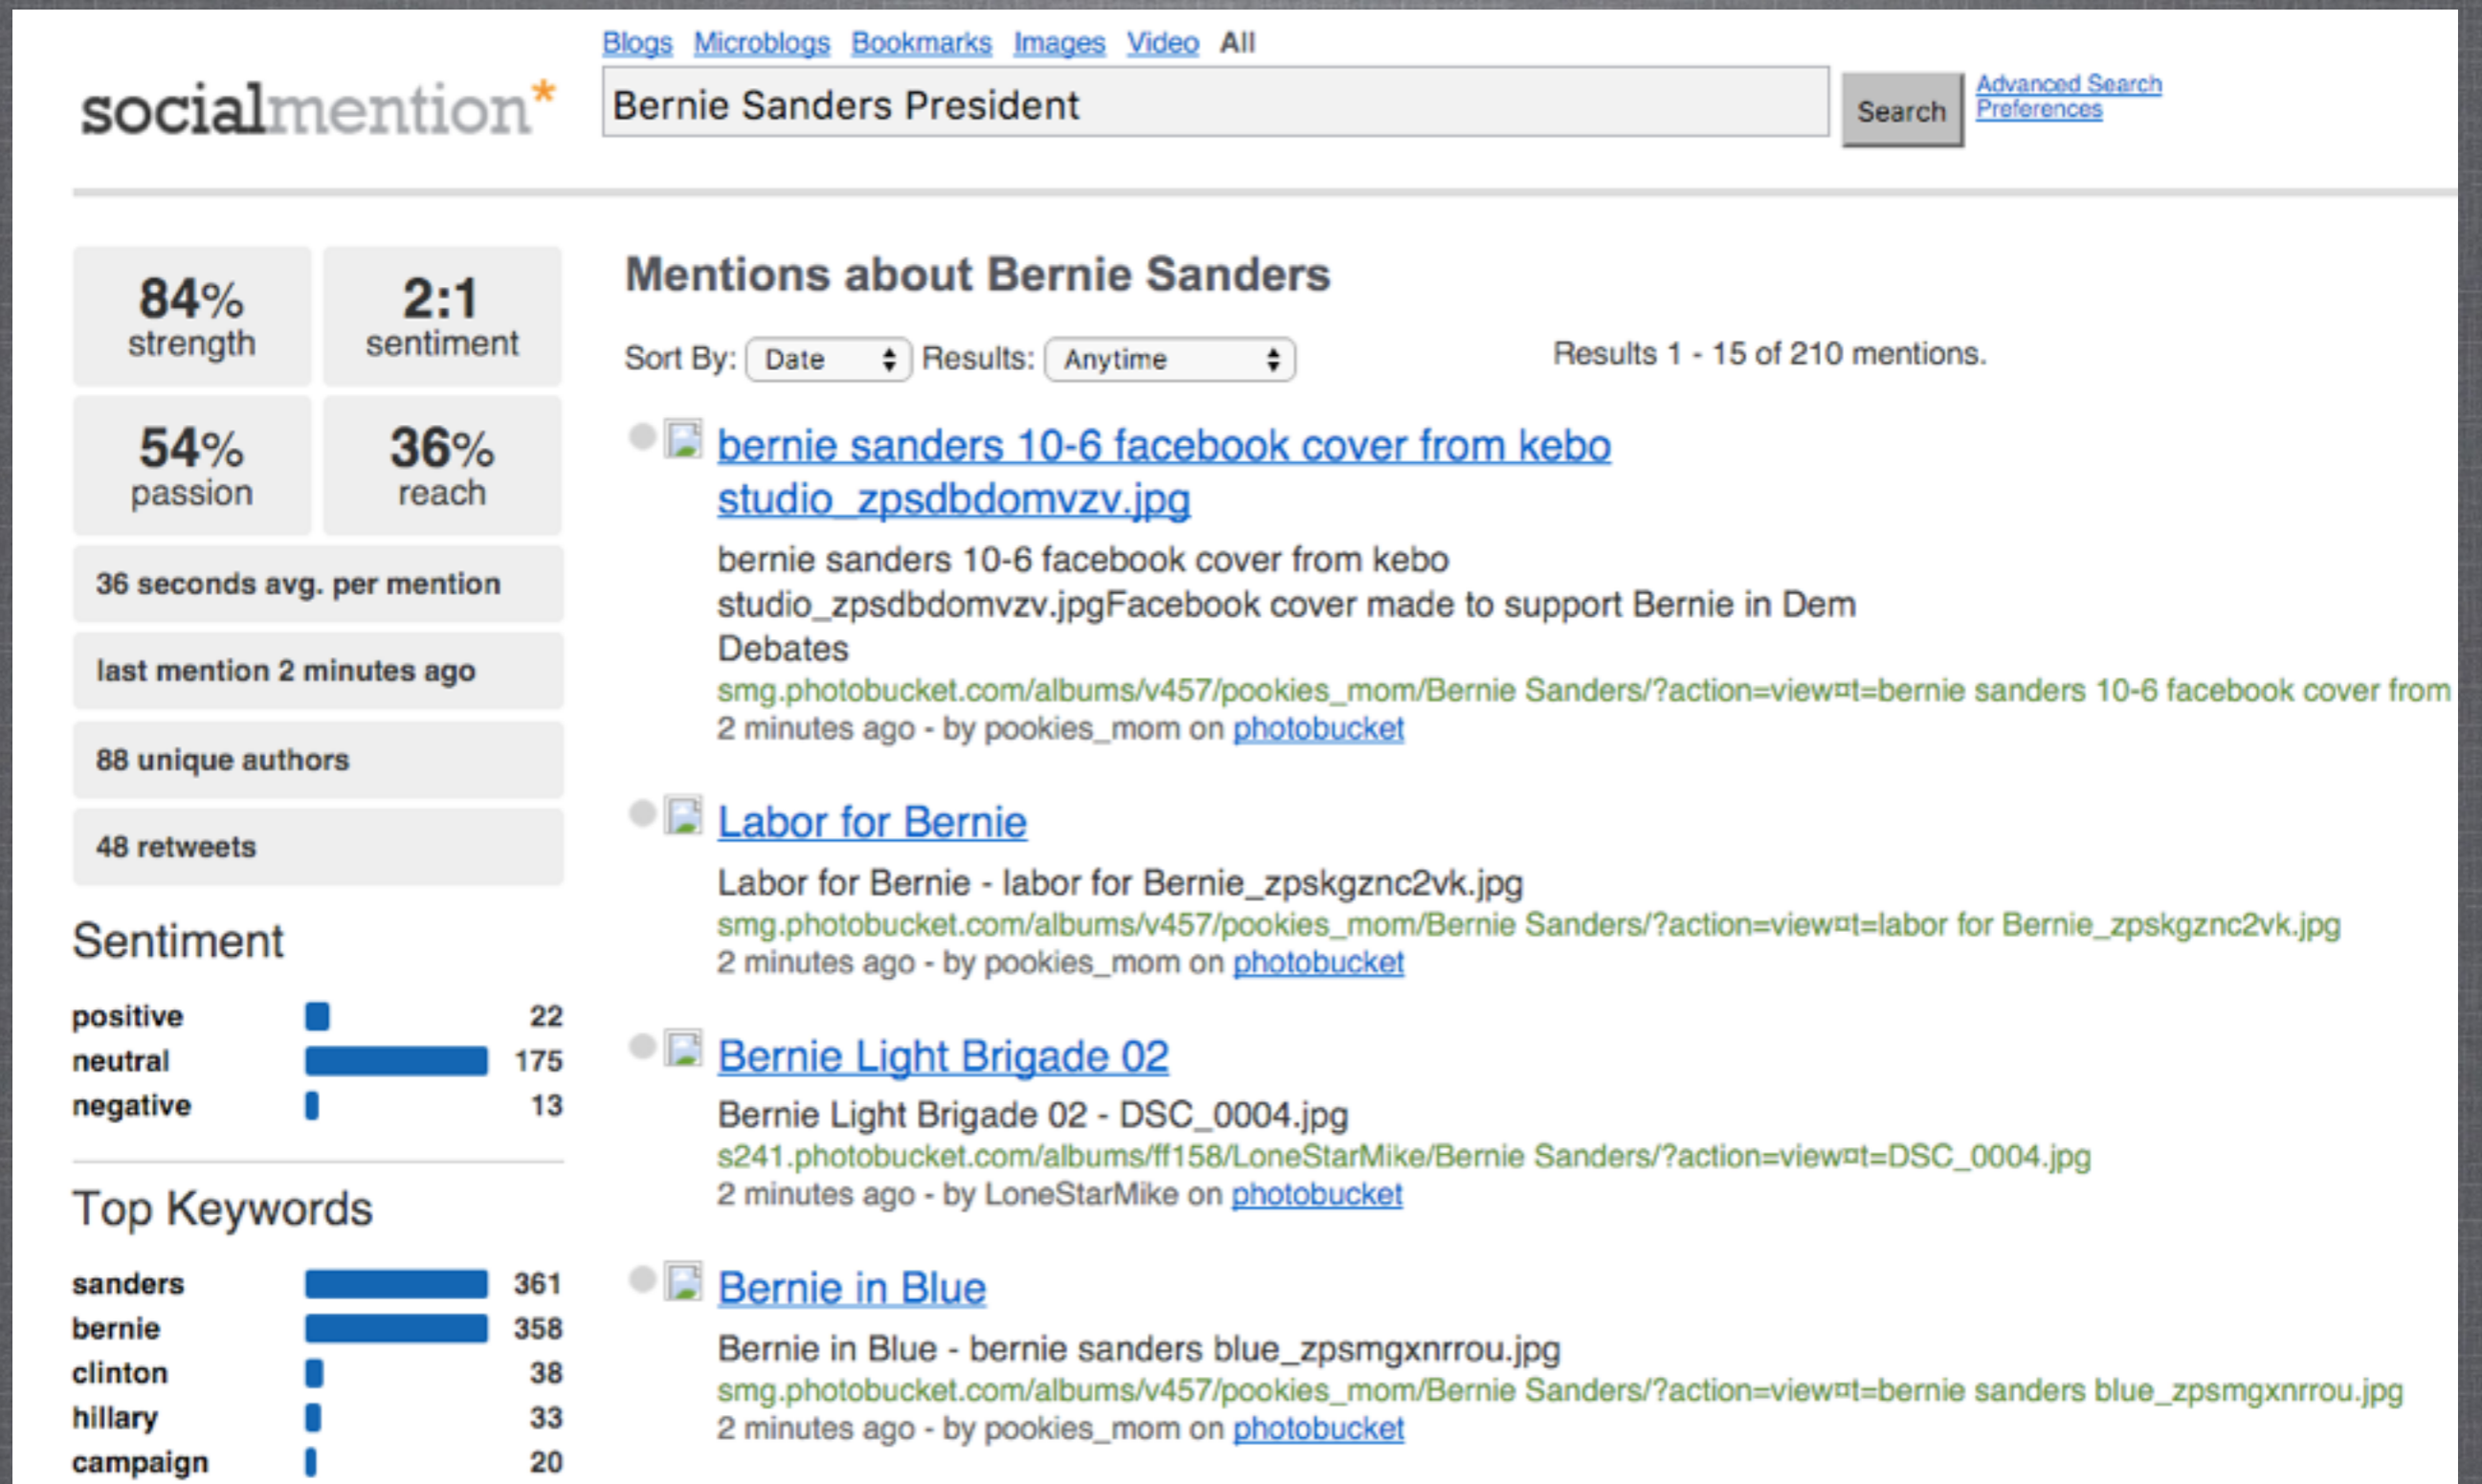 Blogs Microblogs Bookmarks Images Video All
socialmention*
Bernie Sanders President
Search
Advanced Search
Preferences
84% strength
2:1 sentiment
54% passion
36% reach
36 seconds avg. per mention
last mention 2 minutes ago
88 unique authors
48 retweets
Sentiment
positive 22
neutral 175
negative 13
Top Keywords
sanders 361
bernie 358
clinton 38
hillary 33
campaign 20
Mentions about Bernie Sanders
Sort By: Date Results: Anytime
Results 1 - 15 of 210 mentions.
bernie sanders 10-6 facebook cover from kebo
studio_zpsdbdomvzv.jpg
bernie sanders 10-6 facebook cover from kebo
studio_zpsdbdomvzv.jpgFacebook cover made to support Bernie in Dem
Debates
smg.photobucket.com/albums/v457/pookies_mom/Bernie Sanders/?action=view¤t=bernie sanders 10-6 facebook cover from
2 minutes ago - by pookies_mom on photobucket
Labor for Bernie
Labor for Bernie - labor for Bernie_zpskgznc2vk.jpg
smg.photobucket.com/albums/v457/pookies_mom/Bernie Sanders/?action=view¤t=labor for Bernie_zpskgznc2vk.jpg
2 minutes ago - by pookies_mom on photobucket
Bernie Light Brigade 02
Bernie Light Brigade 02 - DSC_0004.jpg
s241.photobucket.com/albums/ff158/LoneStarMike/Bernie Sanders/?action=view¤t=DSC_0004.jpg
2 minutes ago - by LoneStarMike on photobucket
Bernie in Blue
Bernie in Blue - bernie sanders blue_zpsmgxnrrou.jpg
smg.photobucket.com/albums/v457/pookies_mom/Bernie Sanders/?action=view¤t=bernie sanders blue_zpsmgxnrrou.jpg
2 minutes ago - by pookies_mom on photobucket